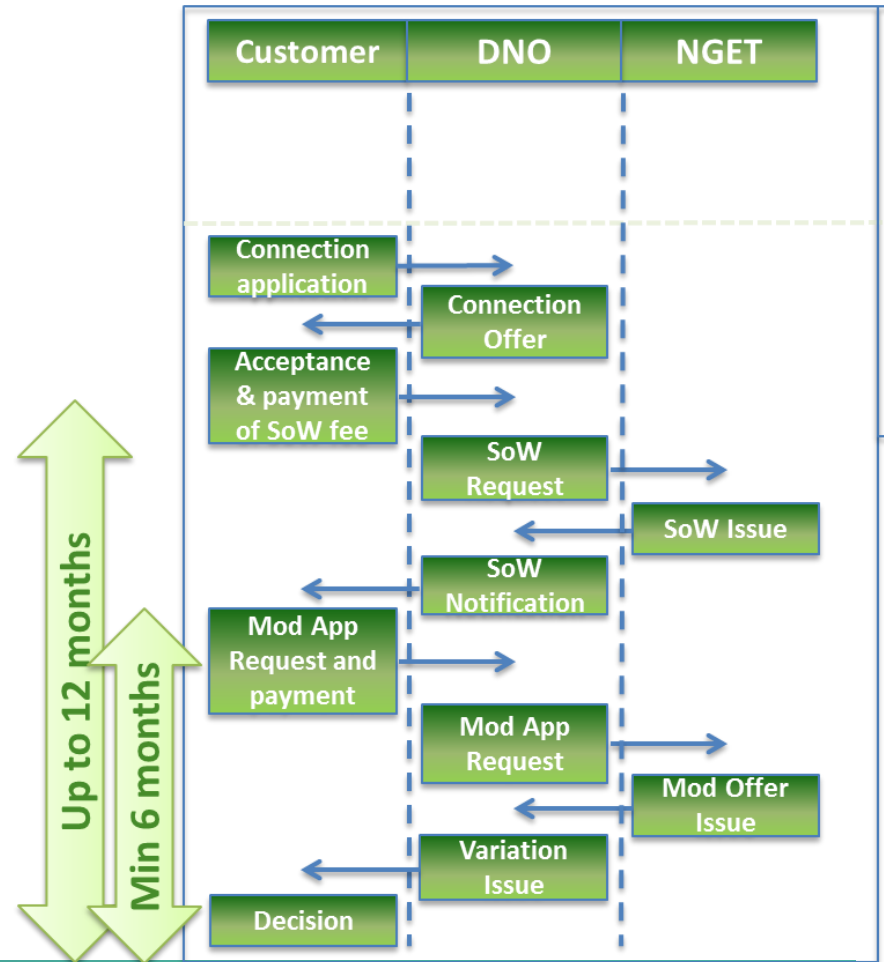 Customer
DNO
NGET
Connection
application
Connection
Offer
Acceptance
& payment
of SoW fee
SoW
Request
SoW Issue
SoW
Notification
Mod App
Request and
payment
Mod App
Request
Mod Offer
Issue
Variation
Issue
Decision
Up to 12 months
Min 6 months